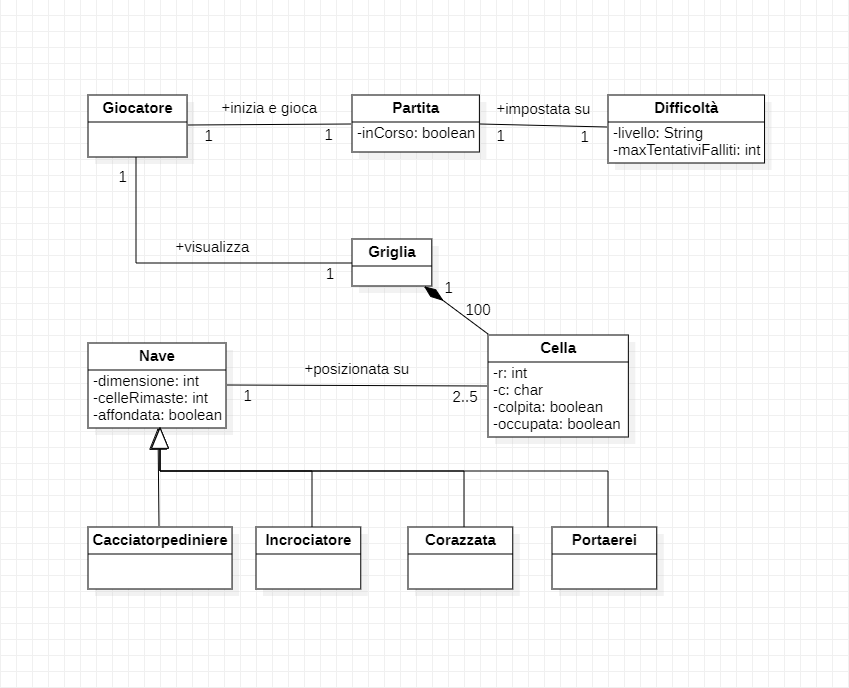 Giocatore
+inizia e gioca
1
1
Partita
-inCorso: boolean
+impostata su
1
1
Difficoltà
-livello: String
-maxTentativiFalliti: int
1
+visualizza
1
Griglia
1
100
Nave
-dimensione: int
-celleRimaste: int
-affondata: boolean
+posizionata su
1
2..5
Cella
-r: int
-c: char
-colpita: boolean
-occupata: boolean
Cacciatorpediniere
Incrociatore
Corazzata
Portaerei